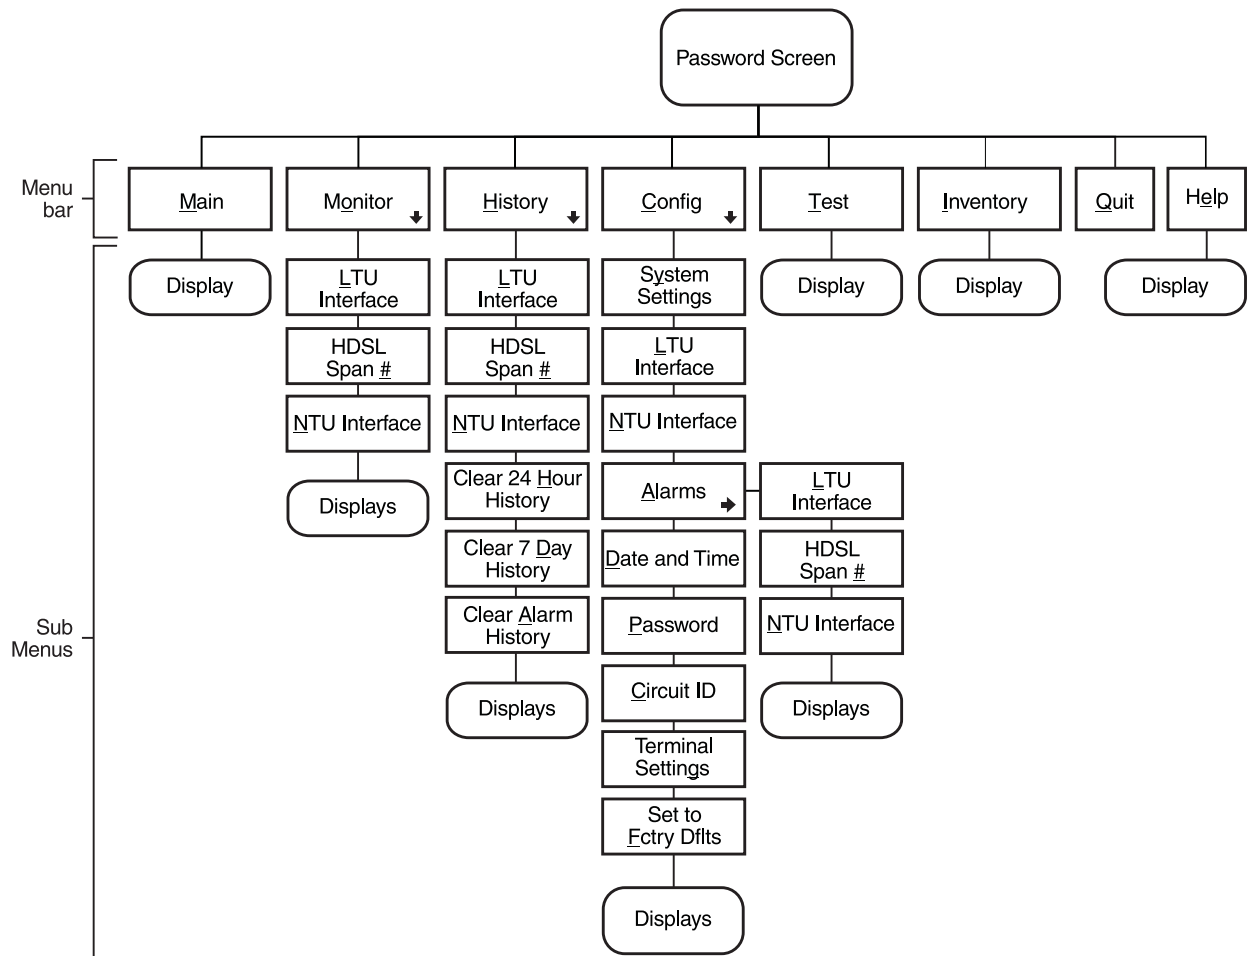 Password Screen
Menu
bar
Main
Monitor
History
Config
Test
Inventory
Quit
Help
Display
LTU
Interface
LTU
Interface
System
Settings
Display
Display
Display
HDSL
Span #
HDSL
Span #
LTU
Interface
NTU Interface
NTU Interface
NTU Interface
Displays
Clear 24 Hour
History
Alarms
LTU
Interface
Clear 7 Day
History
Date and Time
HDSL
Span #
Sub
Menus
Clear Alarm
History
Password
NTU Interface
Displays
Circuit ID
Displays
Terminal
Settings
Set to
Fctry Dflts
Displays